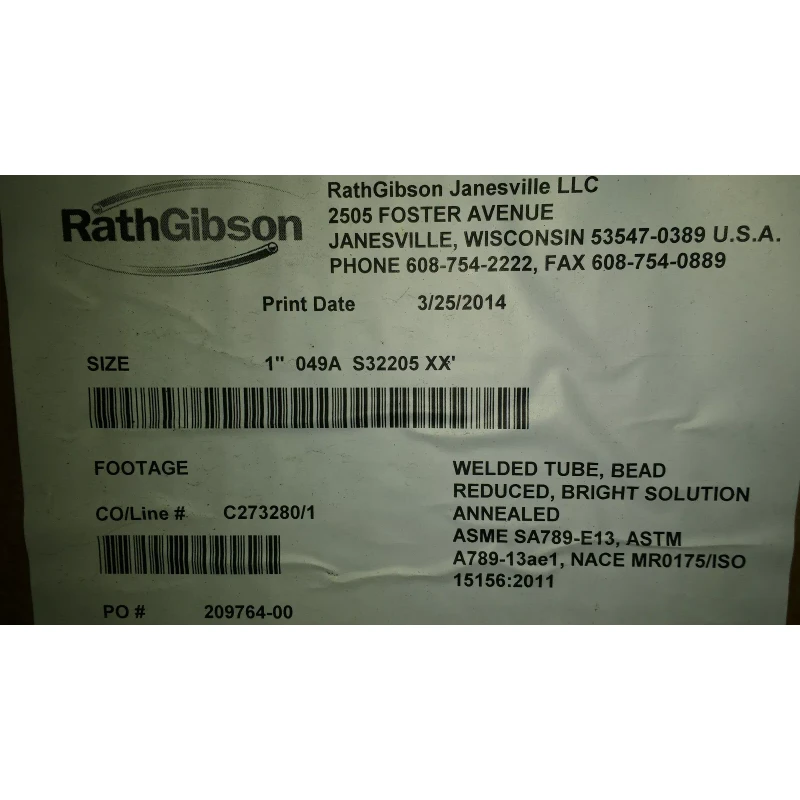 RathGibson
RathGibson Janesville LLC
2505 FOSTER AVENUE
JANESVILLE, WISCONSIN 53547-0389 U.S.A.
PHONE 608-754-2222, FAX 608-754-0889
Print Date 3/25/2014
SIZE 1" 049A S32205 XX'
FOOTAGE
CO/Line # C273280/1
WELDED TUBE, BEAD
REDUCED, BRIGHT SOLUTION
ANNEALED
ASME SA789-E13, ASTM
A789-13ae1, NACE MR0175/ISO
15156:2011
PO # 209764-00